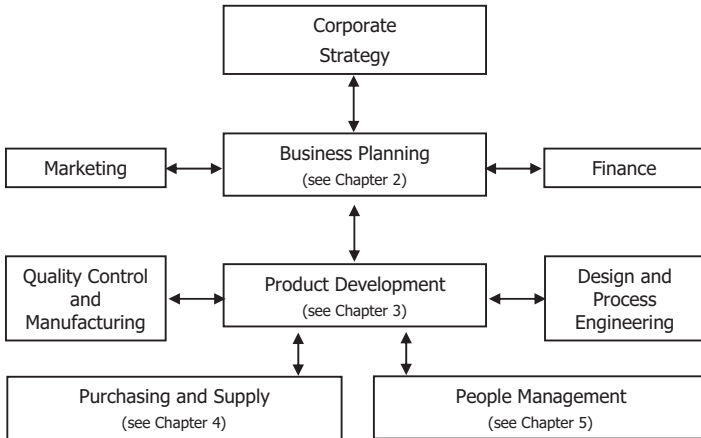 Corporate
Strategy
Marketing
Business Planning
(see Chapter 2)
Finance
Quality Control
and
Manufacturing
Product Development
(see Chapter 3)
Design and
Process
Engineering
Purchasing and Supply
(see Chapter 4)
People Management
(see Chapter 5)